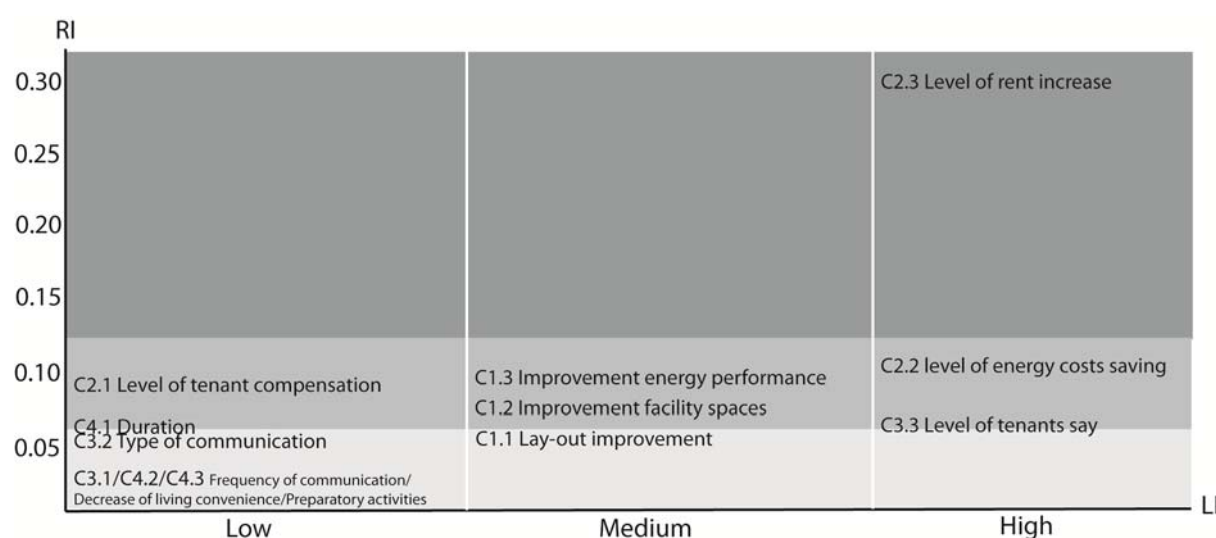 RI
0.30
C2.3 Level of rent increase
0.25
0.20
0.15
0.10
C2.2 level of energy costs saving
C1.3 Improvement energy performance
C2.1 Level of tenant compensation
C1.2 Improvement facility spaces
C4.1 Duration
C3.3 Level of tenants say
C3.2 Type of communication
C1.1 Lay-out improvement
0.05
C3.1/C4.2/C4.3 Frequency of communication/
Decrease of living convenience/Preparatory activities
Low
Medium
High